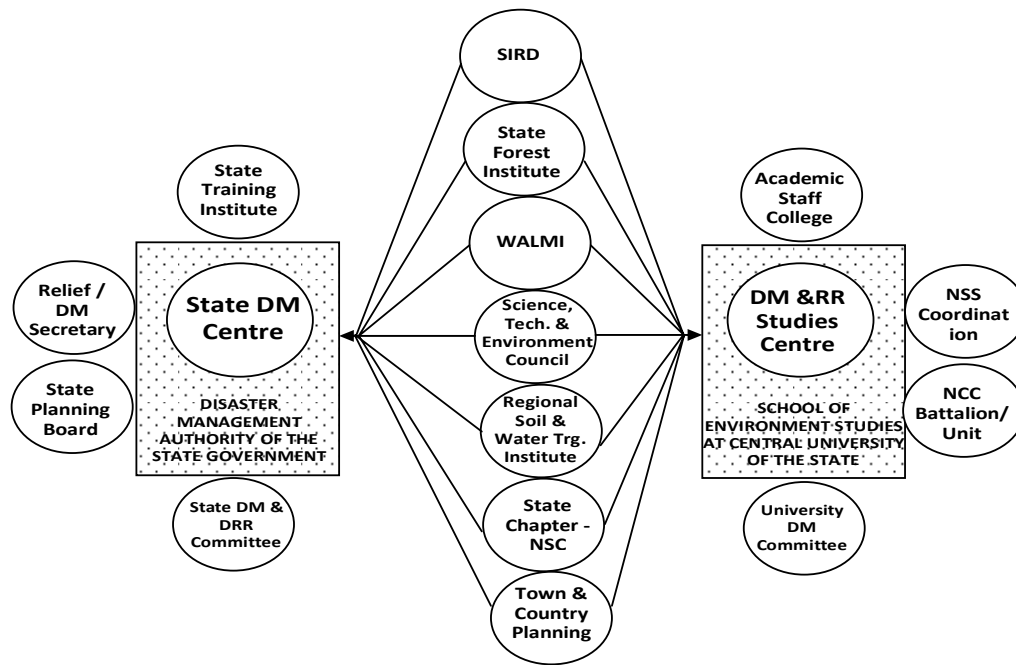 SIRD
State
Forest
Institute
WALMI
Science,
Tech. &
Environment
Council
Regional
Soil &
Water Trg.
Institute
State
Chapter -
NSC
Town &
Country
Planning
State
Training
Institute
Relief /
DM
Secretary
State
Planning
Board
State DM
Centre
DISASTER
MANAGEMENT
AUTHORITY OF THE
STATE GOVERNMENT
State DM &
DRR
Committee
Academic
Staff
College
DM &RR
Studies
Centre
SCHOOL OF
ENVIRONMENT STUDIES
AT CENTRAL UNIVERSITY
OF THE STATE
NSS
Coordinat
ion
NCC
Battalion/
Unit
University
DM
Committee